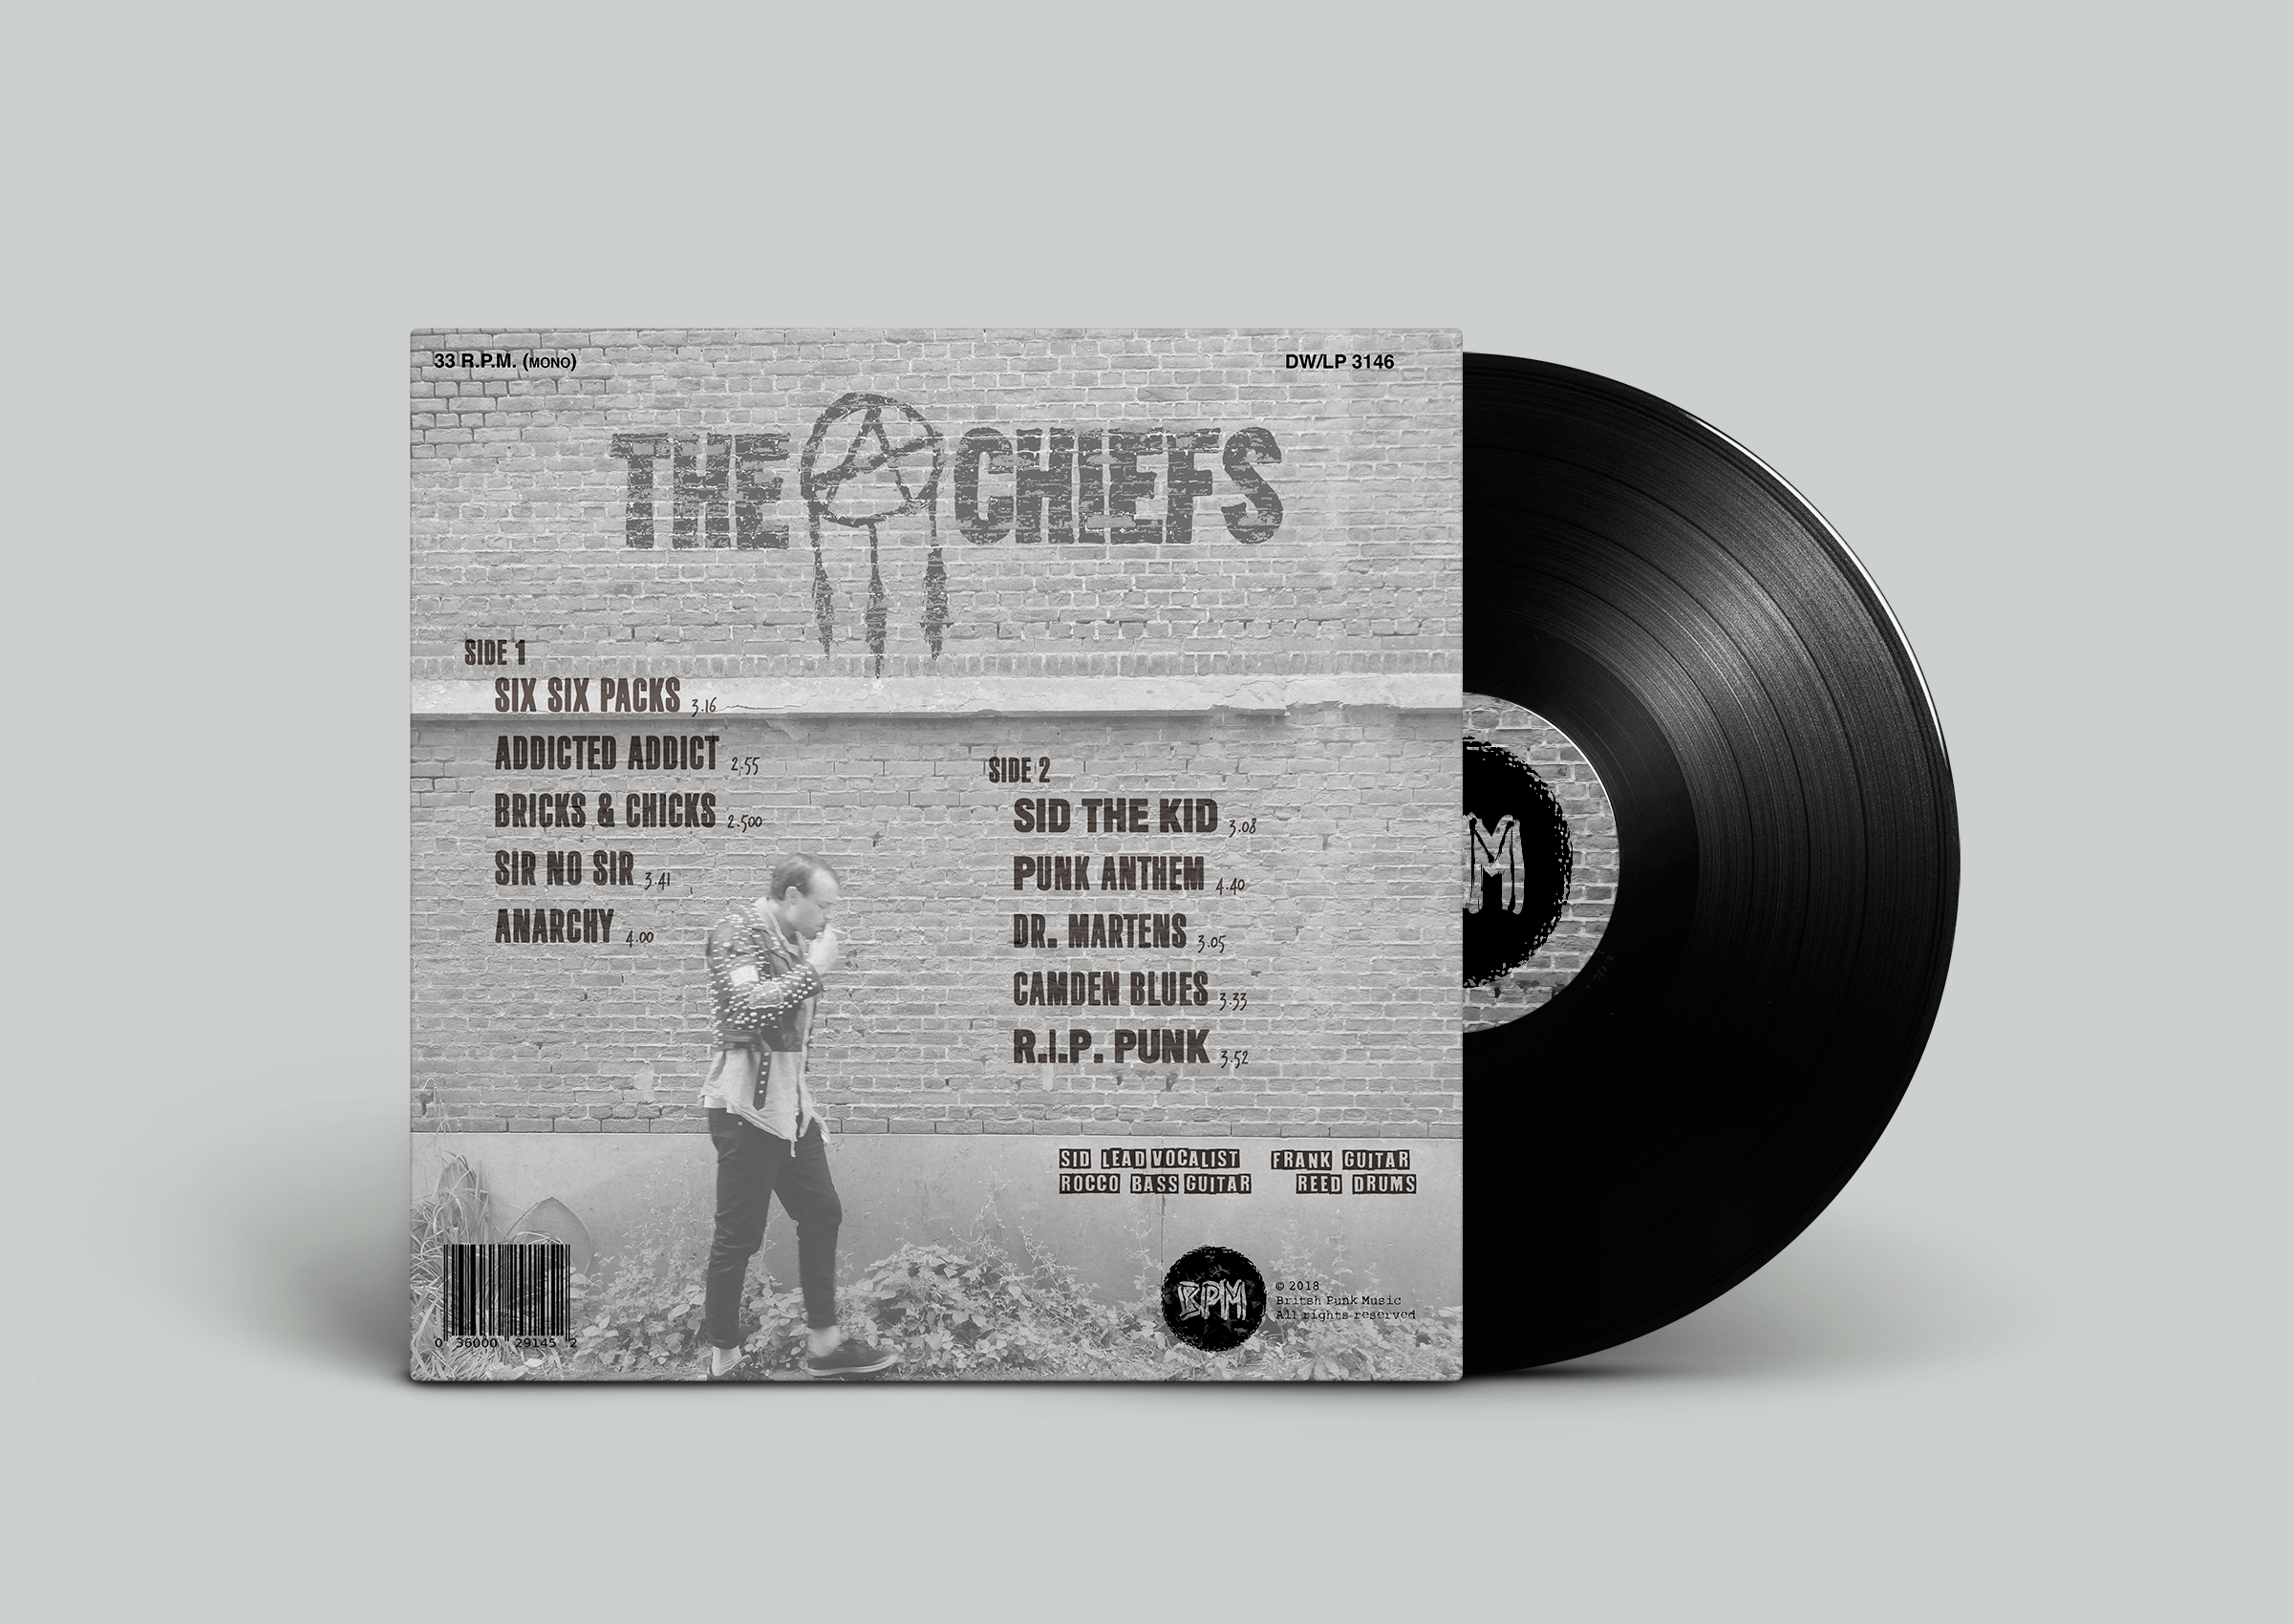 33 R.P.M. (MONO)
DW/LP 3146
THE A CHIEFS
SIDE 1
SIX SIX PACKS 3.16
ADDICTED ADDICT 2.55
BRICKS & CHICKS 2.500
SIR NO SIR 3.41
ANARCHY 4.00
SIDE 2
SID THE KID 3.08
PUNK ANTHEM 4.40
DR. MARTENS 3.05
CAMDEN BLUES 3.33
R.I.P. PUNK 3.52
SID LEAD VOCALIST FRANK GUITAR
ROCCO BASS GUITAR REED DRUMS
0 36000 29145 2
BPM
© 2018
Britsh Punk Music
All rights reserved
M